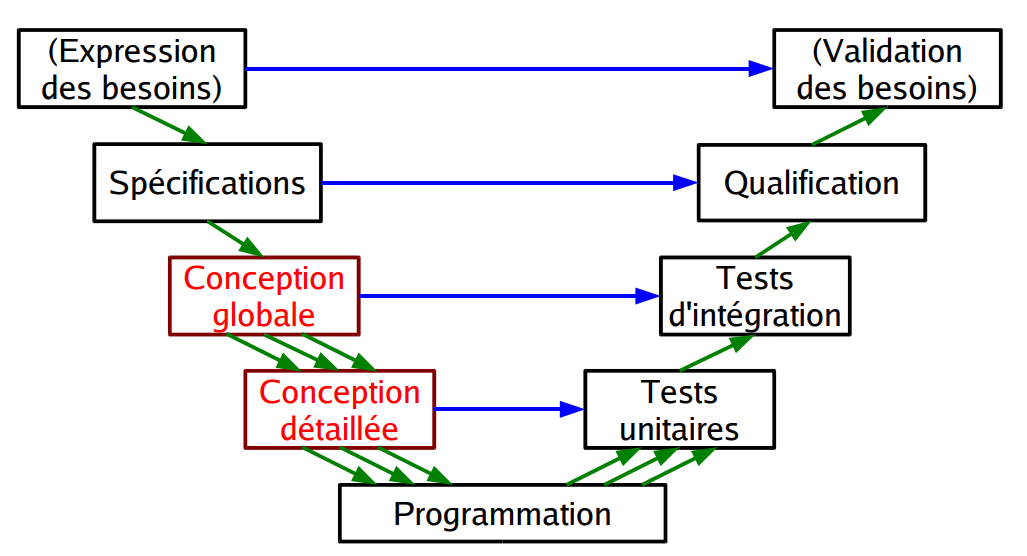 (Expression
des besoins)
(Validation
des besoins)
Spécifications
Qualification
Conception
globale
Tests
d'intégration
Conception
détaillée
Tests
unitaires
Programmation